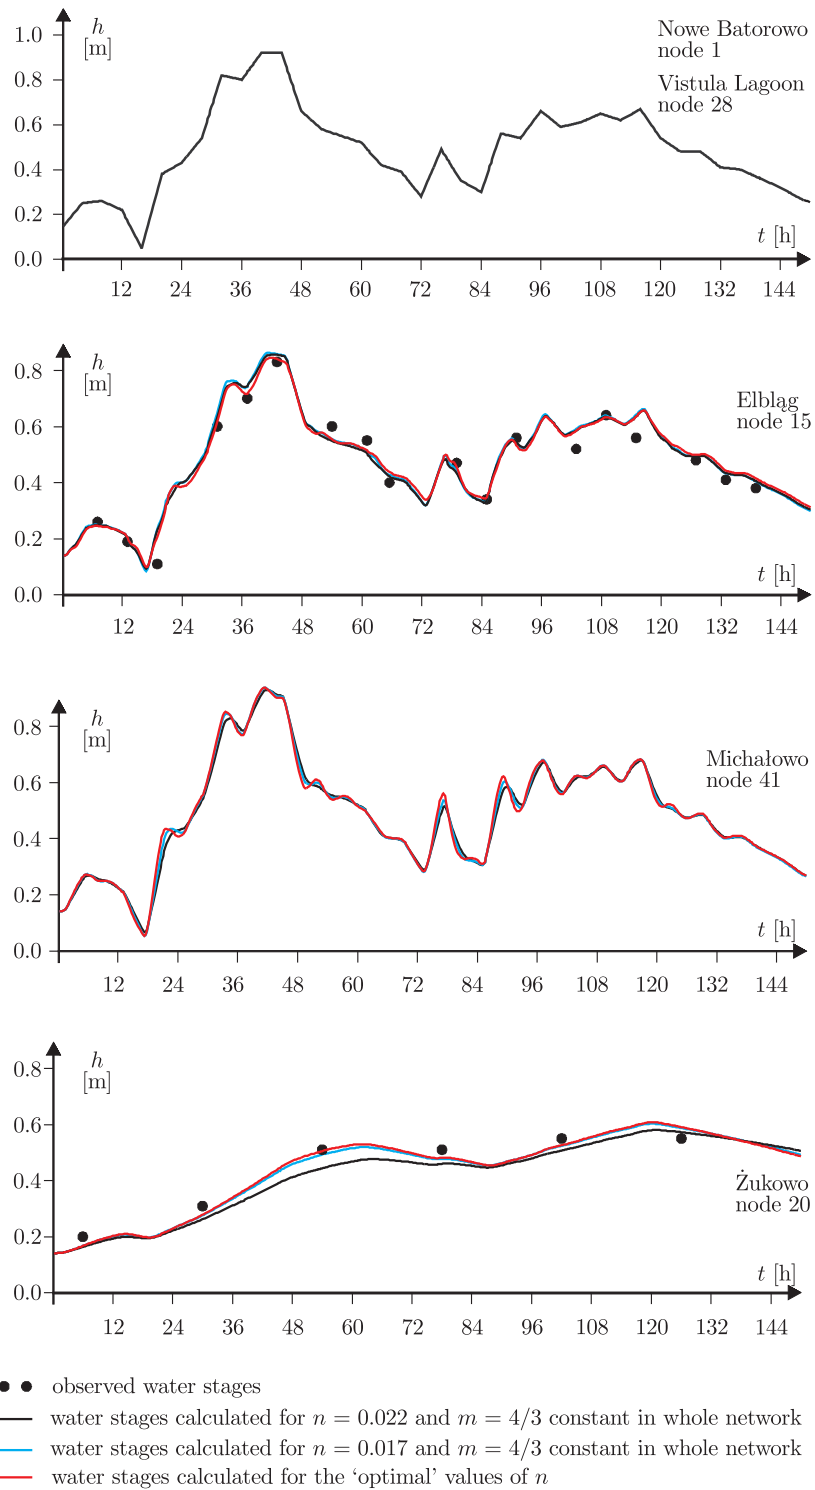 h
[m]
1.0
0.8
0.6
0.4
0.2
0.0
Nowe Batorowo
node 1
Vistula Lagoon
node 28
t [h]
12 24 36 48 60 72 84 96 108 120 132 144
h
[m]
0.8
0.6
0.4
0.2
0.0
Elbląg
node 15
t [h]
12 24 36 48 60 72 84 96 108 120 132 144
h
[m]
0.8
0.6
0.4
0.2
0.0
Michałowo
node 41
t [h]
12 24 36 48 60 72 84 96 108 120 132 144
h
[m]
0.8
0.6
0.4
0.2
0.0
Żukowo
node 20
t [h]
12 24 36 48 60 72 84 96 108 120 132 144
observed water stages
water stages calculated for n = 0.022 and m = 4/3 constant in whole network
water stages calculated for n = 0.017 and m = 4/3 constant in whole network
water stages calculated for the ‘optimal’ values of n